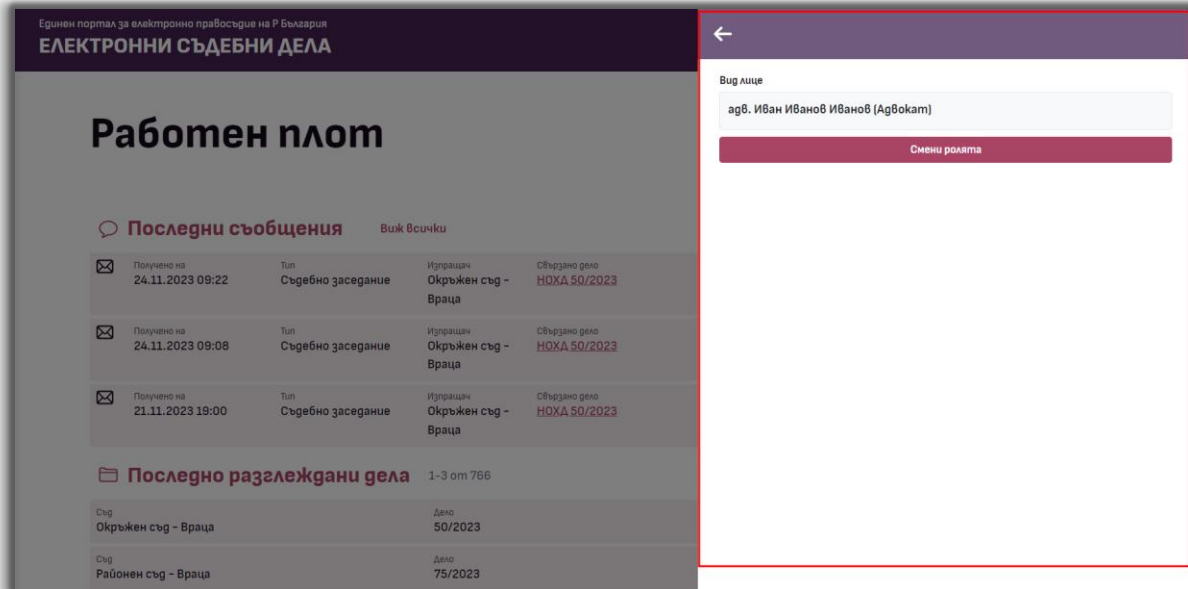 Единен портал за електронно правосъдие на Р България
ЕЛЕКТРОННИ СЪДЕБНИ ДЕЛА
Работен плот
Последни съобщения Виж всички
Получено на Тип Изпращач Свързано дело
24.11.2023 09:22 Съдебно заседание Окръжен съд - НОХД 50/2023
Враца
Получено на Тип Изпращач Свързано дело
24.11.2023 09:08 Съдебно заседание Окръжен съд - НОХД 50/2023
Враца
Получено на Тип Изпращач Свързано дело
21.11.2023 19:00 Съдебно заседание Окръжен съд - НОХД 50/2023
Враца
Последно разглеждани дела 1-3 от 766
Съд Дело
Окръжен съд - Враца 50/2023
Съд Дело
Районен съд - Враца 75/2023
Вид лице
адв. Иван Иванов Иванов (Адвокат)
Смени ролята